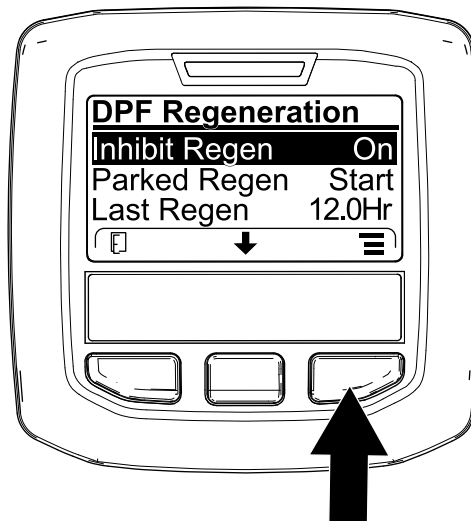 DPF Regeneration
Inhibit Regen On
Parked Regen Start
Last Regen 12.0Hr